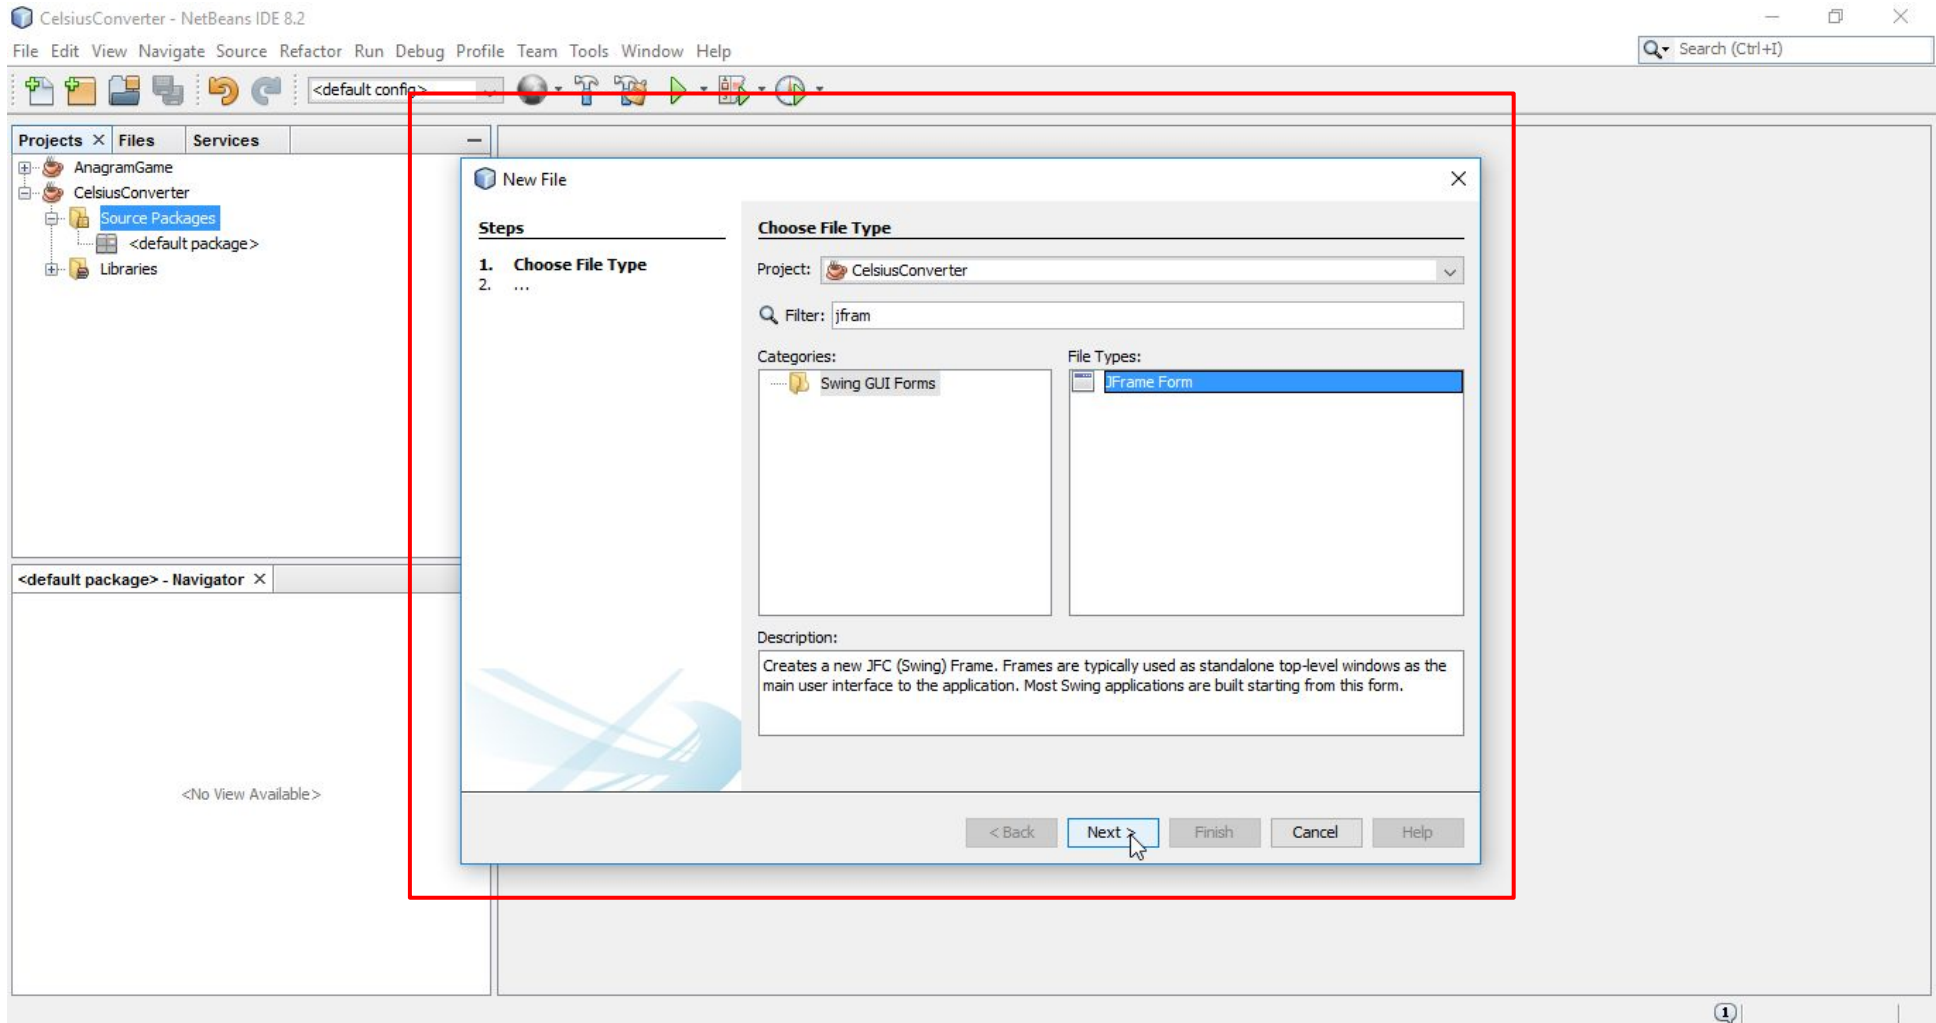 CelsiusConverter - NetBeans IDE 8.2
File Edit View Navigate Source Refactor Run Debug Profile Team Tools Window Help
Search (Ctrl+I)
<default config>
Projects Files Services
AnagramGame
CelsiusConverter
Source Packages
<default package>
Libraries
<default package> - Navigator
<No View Available>
New File
Steps
1. Choose File Type
2. ...
Choose File Type
Project: CelsiusConverter
Filter: jfram
Categories:
Swing GUI Forms
File Types:
JFrame Form
Description:
Creates a new JFC (Swing) Frame. Frames are typically used as standalone top-level windows as the
main user interface to the application. Most Swing applications are built starting from this form.
< Back Next > Finish Cancel Help
1